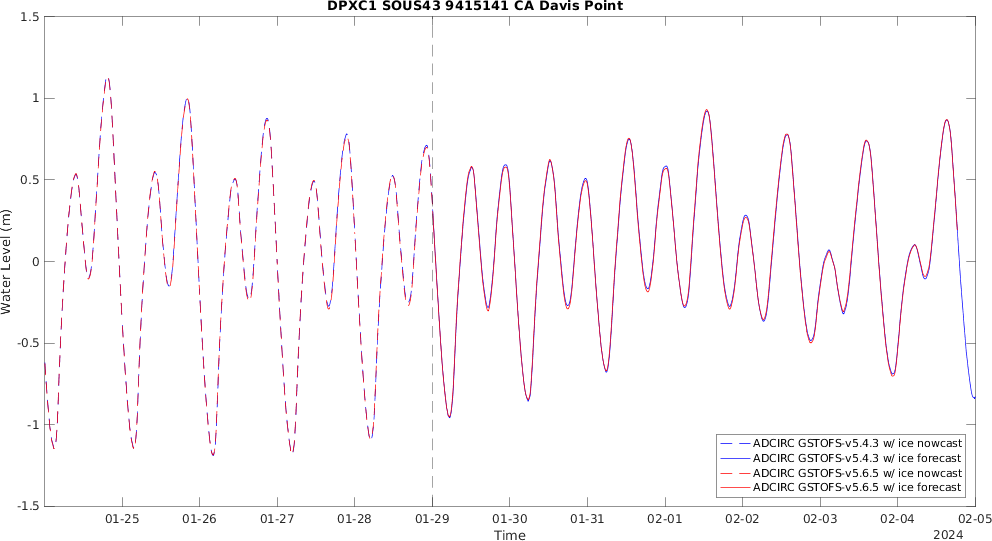 DPXC1 SOUS43 9415141 CA Davis Point
1.5
1
0.5
0
-0.5
-1
-1.5
Water Level (m)
01-25 01-26 01-27 01-28 01-29 01-30 01-31 02-01 02-02 02-03 02-04 02-05
Time
2024
ADCIRC GSTOFS-v5.4.3 w/ ice nowcast
ADCIRC GSTOFS-v5.4.3 w/ ice forecast
ADCIRC GSTOFS-v5.6.5 w/ ice nowcast
ADCIRC GSTOFS-v5.6.5 w/ ice forecast